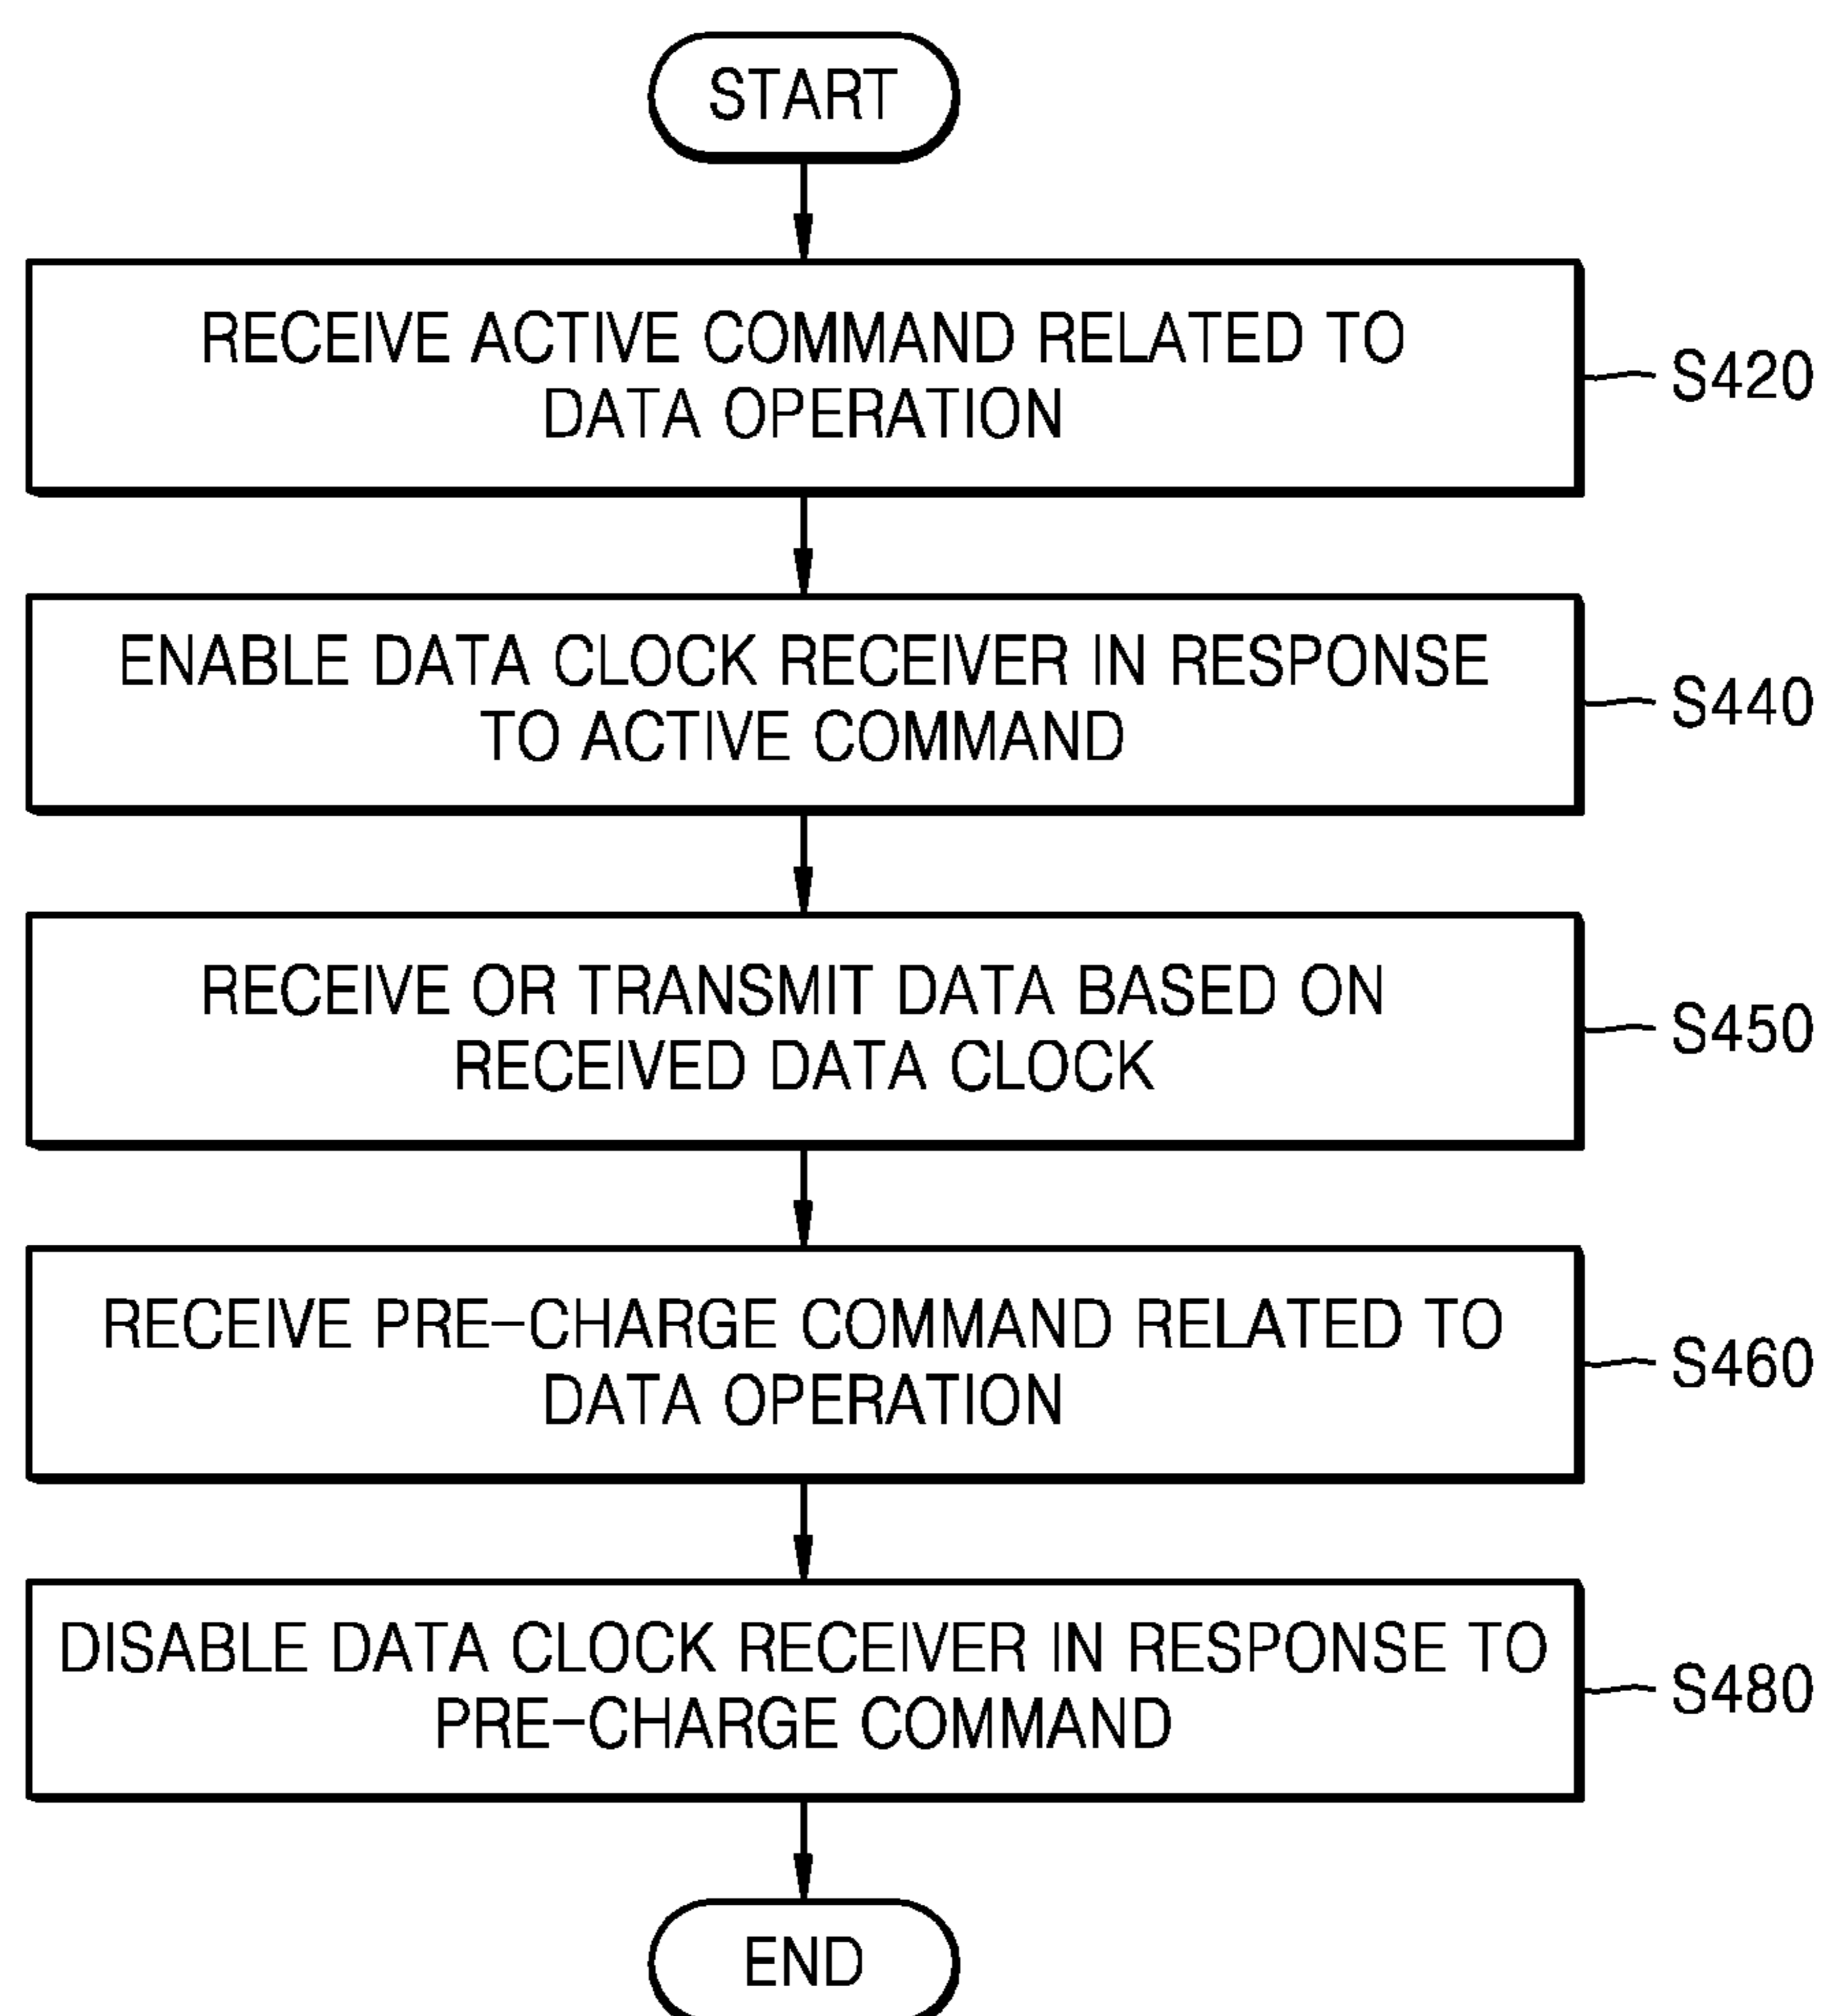 START
RECEIVE ACTIVE COMMAND RELATED TO
DATA OPERATION
S420
ENABLE DATA CLOCK RECEIVER IN RESPONSE
TO ACTIVE COMMAND
S440
RECEIVE OR TRANSMIT DATA BASED ON
RECEIVED DATA CLOCK
S450
RECEIVE PRE-CHARGE COMMAND RELATED TO
DATA OPERATION
S460
DISABLE DATA CLOCK RECEIVER IN RESPONSE TO
PRE-CHARGE COMMAND
S480
END